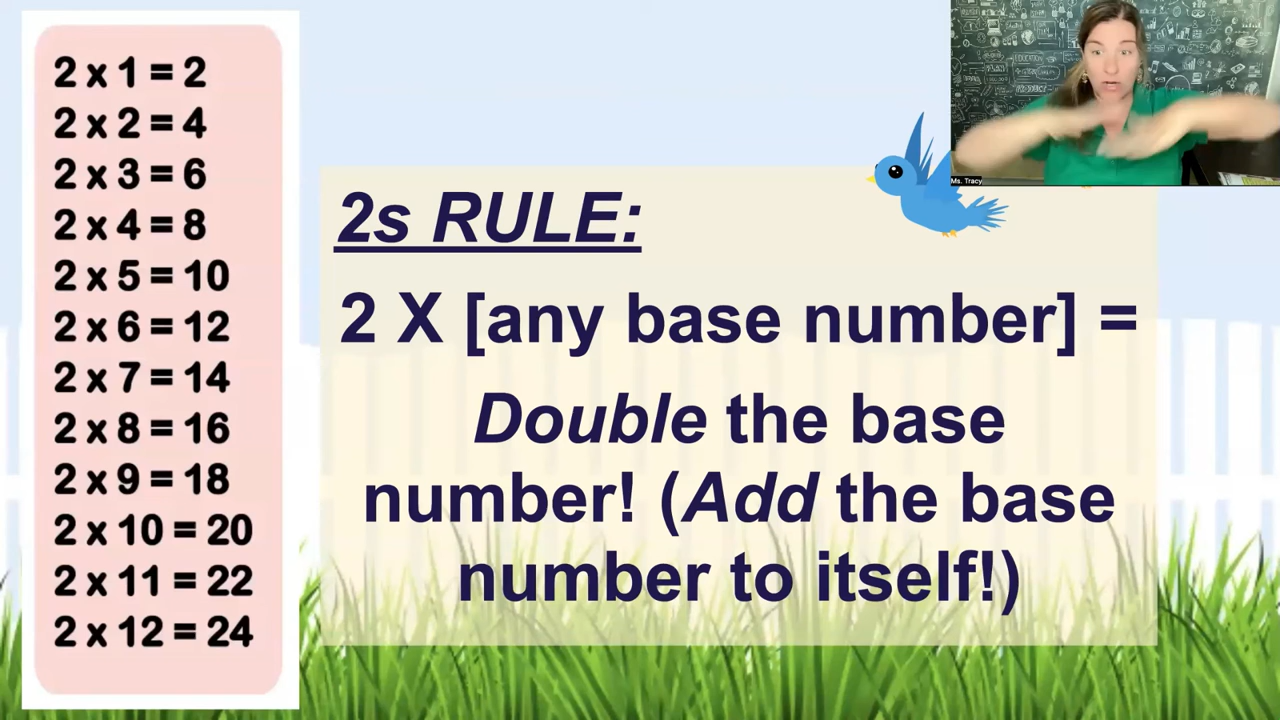 2 x 1 = 2
2 x 2 = 4
2 x 3 = 6
2 x 4 = 8
2 x 5 = 10
2 x 6 = 12
2 x 7 = 14
2 x 8 = 16
2 x 9 = 18
2 x 10 = 20
2 x 11 = 22
2 x 12 = 24
2s RULE:
2 X [any base number] =
Double the base
number! (Add the base
number to itself!)
Ms. Tracy